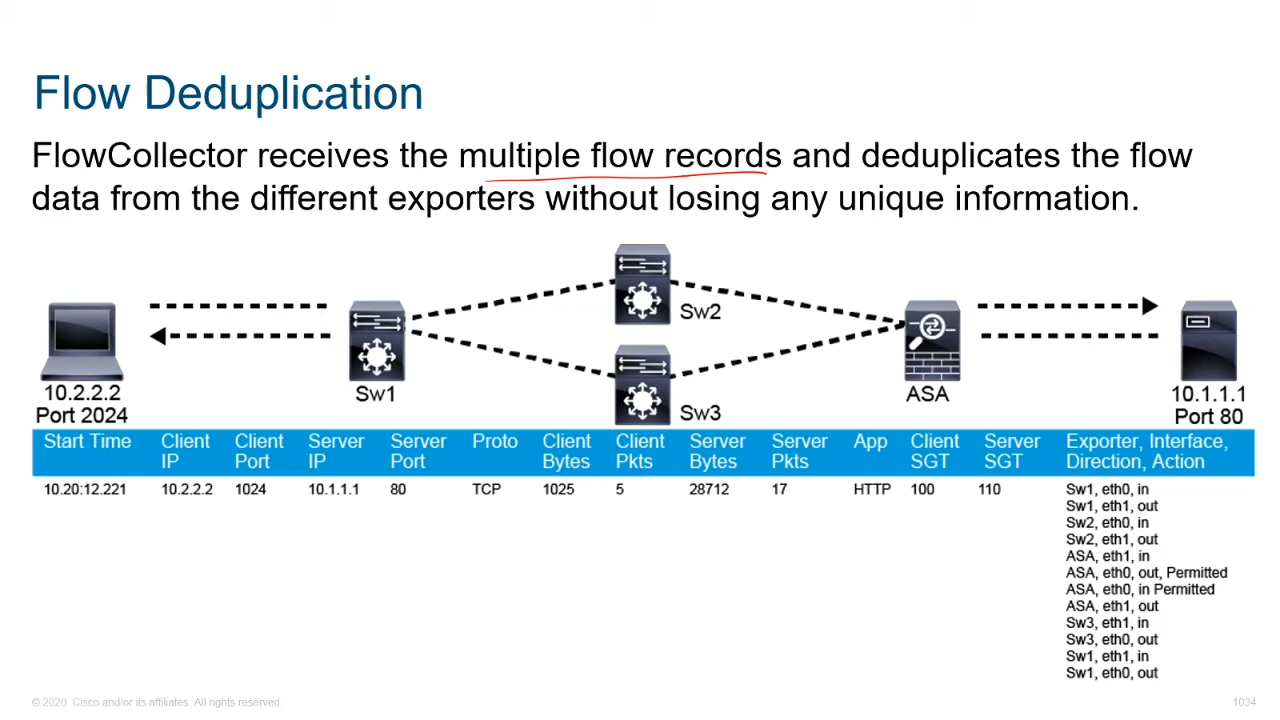 Flow Deduplication
FlowCollector receives the multiple flow records and deduplicates the flow
data from the different exporters without losing any unique information.
Sw2
10.2.2.2
Port 2024
Sw1
Sw3
ASA
10.1.1.1
Port 80
Start Time Client IP Client Port Server IP Server Port Proto Client Bytes Client Pkts Server Bytes Server Pkts App Client SGT Server SGT Exporter, Interface, Direction, Action
10.20:12.221 10.2.2.2 1024 10.1.1.1 80 TCP 1025 5 28712 17 HTTP 100 110 Sw1, eth0, in
Sw1, eth1, out
Sw2, eth0, in
Sw2, eth1, out
ASA, eth1, in
ASA, eth0, out, Permitted
ASA, eth0, in Permitted
ASA, eth1, out
Sw3, eth1, in
Sw3, eth0, out
Sw1, eth1, in
Sw1, eth0, out
© 2020 Cisco and/or its affiliates. All rights reserved.
1034